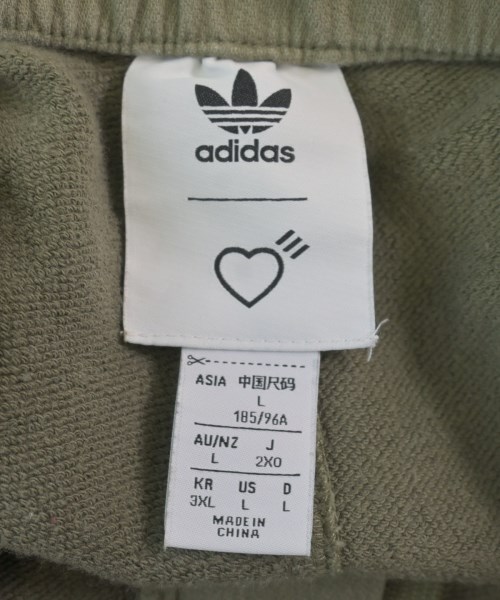 adidas
ASIA 中国尺码
L
185/96A
AU/NZ J
L 2XO
KR US D
3XL L L
MADE IN
CHINA